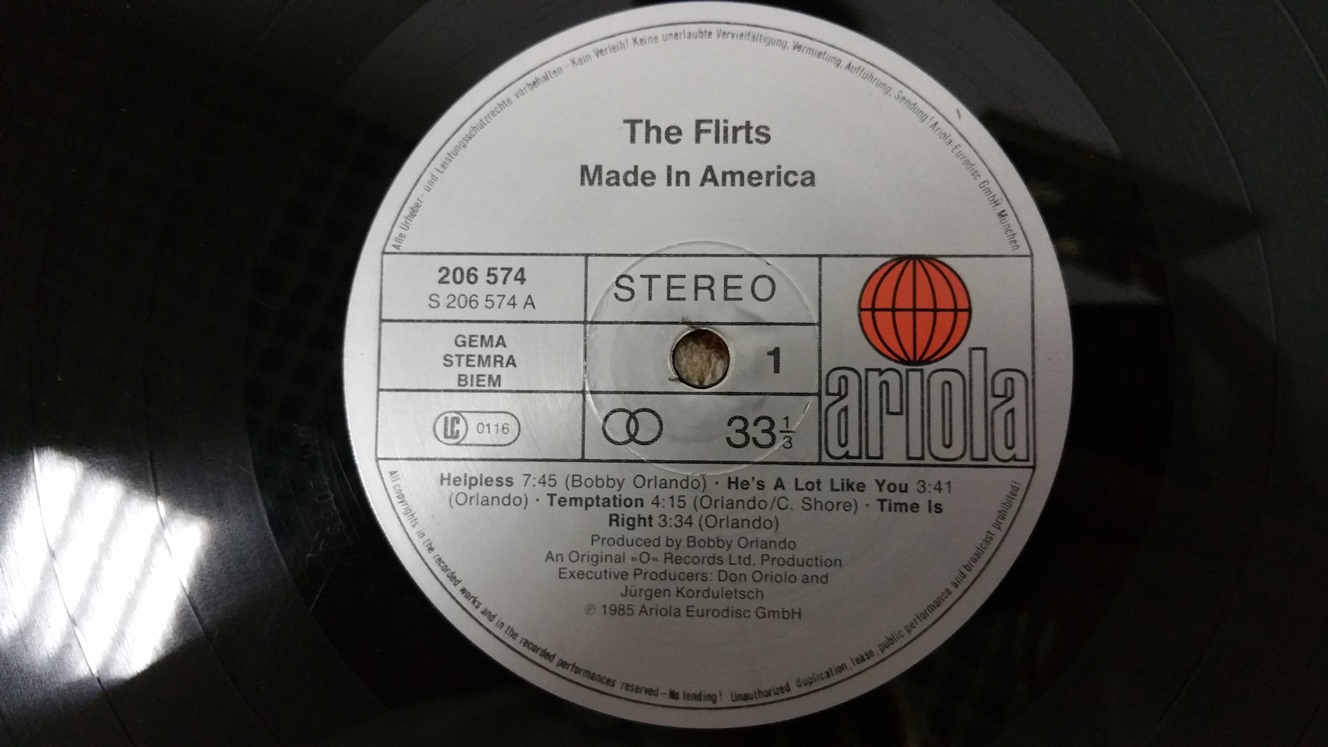 Alle Urheber- und Leistungsschutzrechte vorbehalten – Kein Verleih! Keine unerlaubte Vervielfältigung, Vermietung, Aufführung, Sendung! Ariola-Eurodisc GmbH, München
The Flirts
Made In America
206 574
S 206 574 A
STEREO
GEMA
STEMRA
BIEM
1
LC 0116
33 1/3
ariola
Helpless 7:45 (Bobby Orlando) · He's A Lot Like You 3:41
(Orlando) · Temptation 4:15 (Orlando/C. Shore) · Time Is
Right 3:34 (Orlando)
Produced by Bobby Orlando
An Original »O« Records Ltd. Production
Executive Producers: Don Oriolo and
Jürgen Korduletsch
℗ 1985 Ariola Eurodisc GmbH
All copyrights in the recorded works and in the recorded performances reserved – No lending! Unauthorized duplication, lease, public performance and broadcast prohibited!